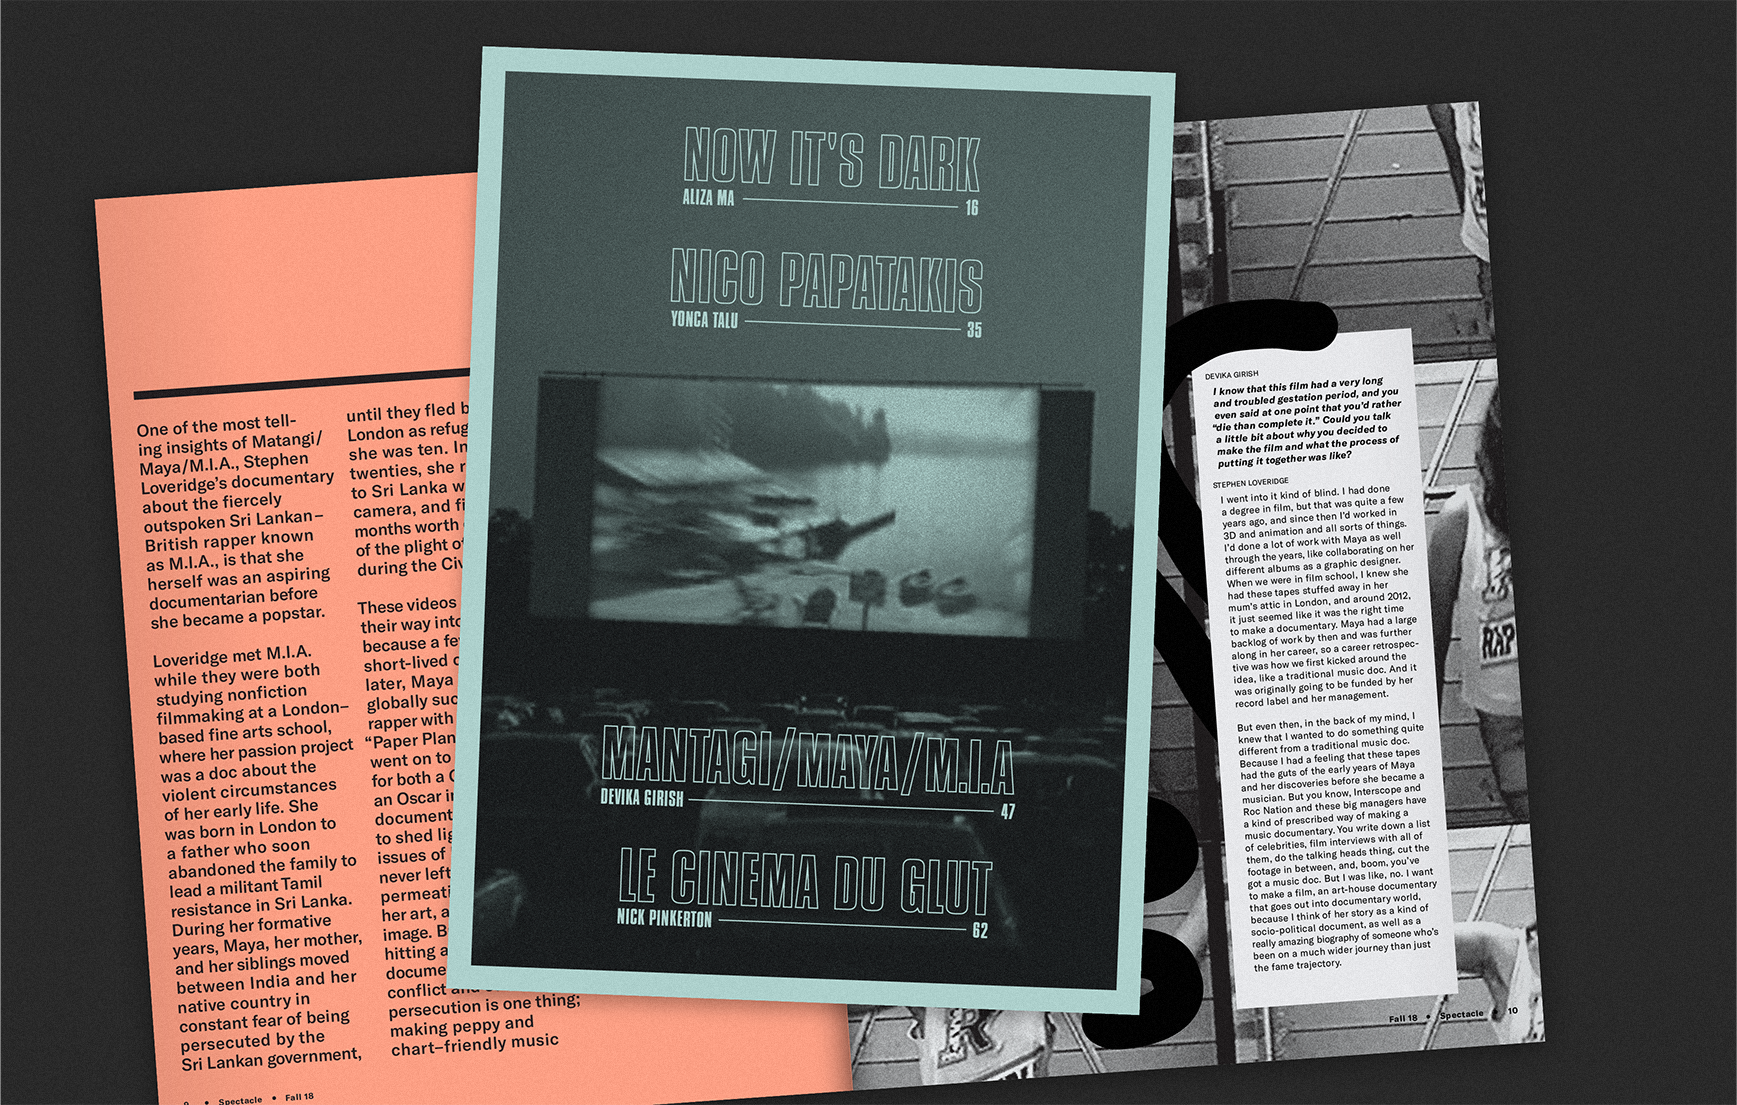 One of the most tell-
ing insights of Matangi/
Maya/M.I.A., Stephen
Loveridge's documentary
about the fiercely
outspoken Sri Lankan–
British rapper known
as M.I.A., is that she
herself was an aspiring
documentarian before
she became a popstar.
Loveridge met M.I.A.
while they were both
studying nonfiction
filmmaking at a London–
based fine arts school,
where her passion project
was a doc about the
violent circumstances
of her early life. She
was born in London to
a father who soon
abandoned the family to
lead a militant Tamil
resistance in Sri Lanka.
During her formative
years, Maya, her mother,
and her siblings moved
between India and her
native country in
constant fear of being
persecuted by the
Sri Lankan government,
until they fled
London as
she was ten. In
twenties, she
to Sri Lanka
camera, and
months worth
of the plight
during the
These videos
their way
because a
short-lived
later, Maya
globally
rapper with
“Paper
went on to
for both a
an Oscar
to shed
issues of
never left
her art,
image.
hitting
conflict and
persecution is one thing;
making peppy and
chart–friendly music
• Spectacle • Fall 18
NOW IT'S DARK
ALIZA MA 16
NICO PAPATAKIS
YONCA TALU 35
MANTAGI/MAYA/M.I.A
DEVIKA GIRISH 47
LE CINEMA DU GLUT
NICK PINKERTON 62
DEVIKA GIRISH
I know that this film had a very long
and troubled gestation period, and you
even said at one point that you'd rather
“die than complete it.” Could you talk
a little bit about why you decided to
make the film and what the process of
putting it together was like?
STEPHEN LOVERIDGE
I went into it kind of blind. I had done
a degree in film, but that was quite a few
years ago, and since then I'd worked in
3D and animation and all sorts of things.
I'd done a lot of work with Maya as well
through the years, like collaborating on her
different albums as a graphic designer.
When we were in film school, I knew she
had these tapes stuffed away in her
mum's attic in London, and around 2012,
it just seemed like it was the right time
to make a documentary. Maya had a large
backlog of work by then and was further
along in her career, so a career retrospec-
tive was how we first kicked around the
idea, like a traditional music doc. And it
was originally going to be funded by her
record label and her management.
But even then, in the back of my mind, I
knew that I wanted to do something quite
different from a traditional music doc.
Because I had a feeling that these tapes
had the guts of the early years of Maya
and her discoveries before she became a
musician. But you know, Interscope and
Roc Nation and these big managers have
a kind of prescribed way of making a
music documentary. You write down a list
of celebrities, film interviews with all of
them, do the talking heads thing, cut the
footage in between, and, boom, you've
got a music doc. But I was like, no. I want
to make a film, an art-house documentary
that goes out into documentary world,
because I think of her story as a kind of
socio-political document, as well as a
really amazing biography of someone who's
been on a much wider journey than just
the fame trajectory.
RAP
Fall 18 • Spectacle • 10